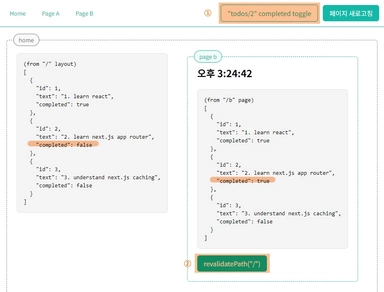 Home Page A Page B ① "todos/2" completed toggle 페이지 새로고침
home
(from "/" layout)
[
{
"id": 1,
"text": "1. learn react",
"completed": true
},
{
"id": 2,
"text": "2. learn next.js app router",
"completed": false
},
{
"id": 3,
"text": "3. understand next.js caching",
"completed": false
}
]
page b
오후 3:24:42
(from "/b" page)
[
{
"id": 1,
"text": "1. learn react",
"completed": true
},
{
"id": 2,
"text": "2. learn next.js app router",
"completed": true
},
{
"id": 3,
"text": "3. understand next.js caching",
"completed": false
}
]
② revalidatePath("/")